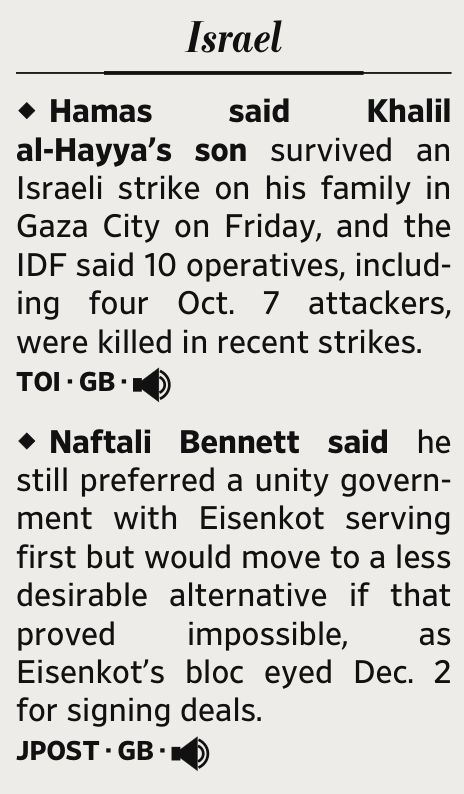 Israel
◆ Hamas said Khalil
al-Hayya’s son survived an
Israeli strike on his family in
Gaza City on Friday, and the
IDF said 10 operatives, includ-
ing four Oct. 7 attackers,
were killed in recent strikes.
TOI · GB ·
◆ Naftali Bennett said he
still preferred a unity govern-
ment with Eisenkot serving
first but would move to a less
desirable alternative if that
proved impossible, as
Eisenkot’s bloc eyed Dec. 2
for signing deals.
JPOST · GB ·